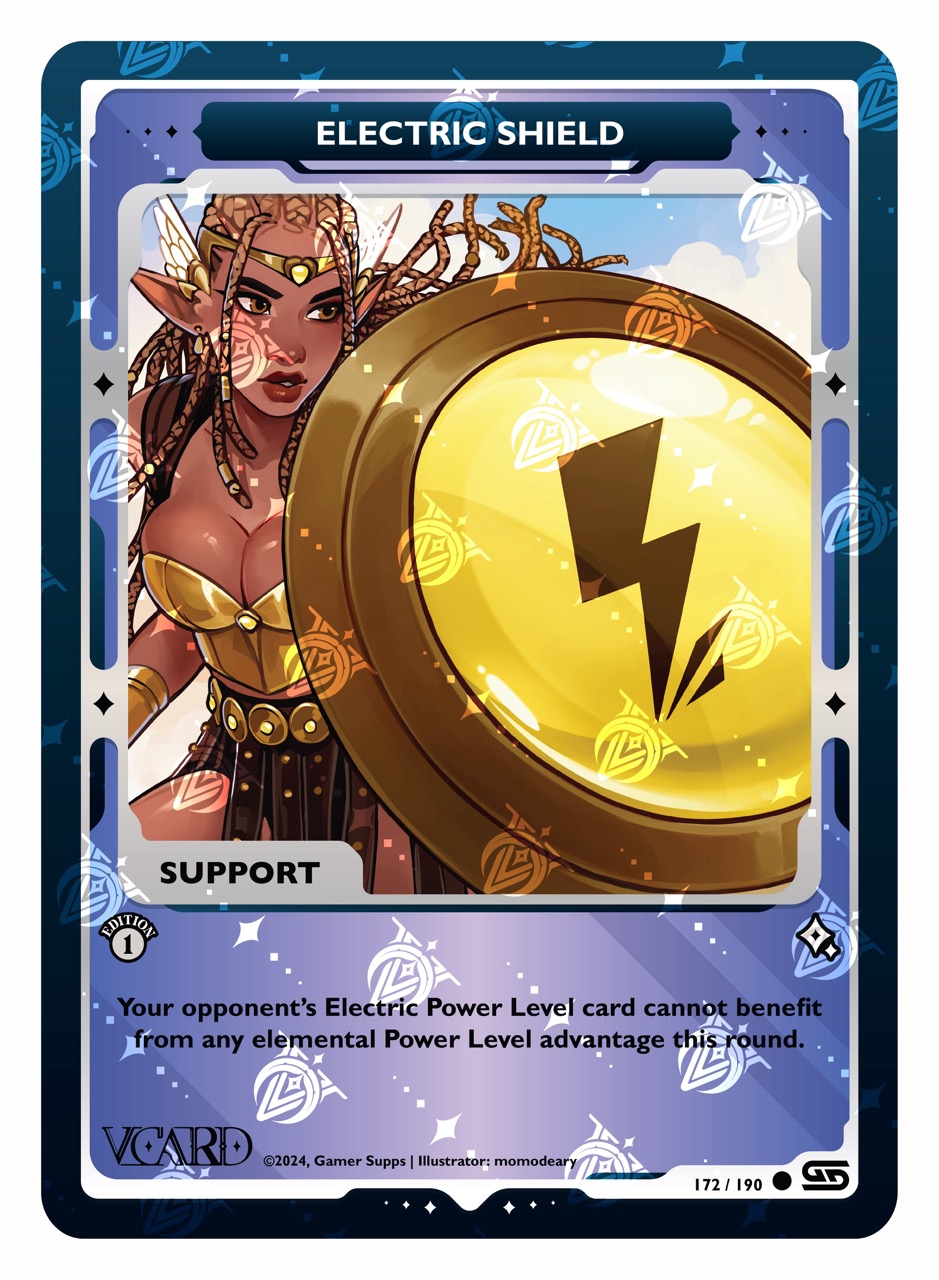 ELECTRIC SHIELD
SUPPORT
EDITION
1
Your opponent's Electric Power Level card cannot benefit
from any elemental Power Level advantage this round.
VCARD
©2024, Gamer Supps | Illustrator: momodeary
172 / 190
GS